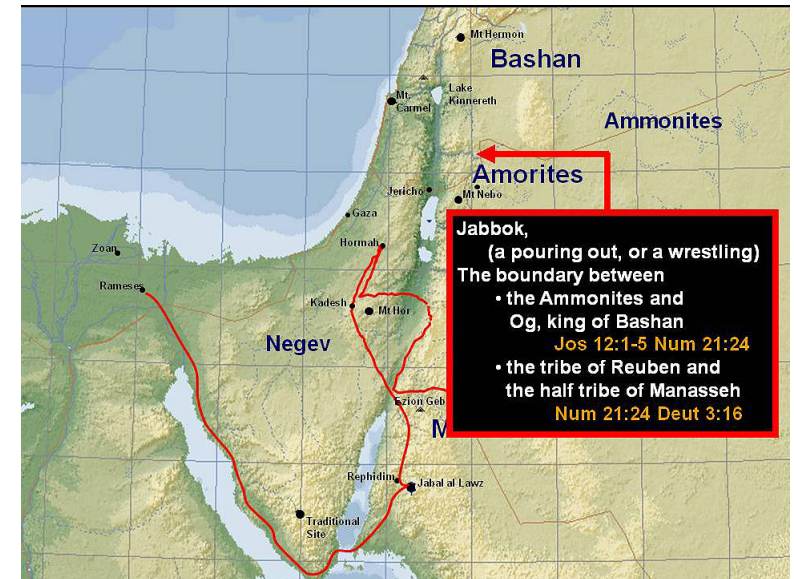 Mt Hermon
Bashan
Lake
Kinnereth
Mt.
Carmel
Ammonites
Amorites
Jericho
Mt Nebo
Gaza
Hormah
Zoan
Rameses
Kadesh
Mt Hor
Negev
Ezion Geb
M
Rephidim
Jabal al Lawz
Traditional
Site
Jabbok,
(a pouring out, or a wrestling)
The boundary between
• the Ammonites and
Og, king of Bashan
Jos 12:1-5 Num 21:24
• the tribe of Reuben and
the half tribe of Manasseh
Num 21:24 Deut 3:16